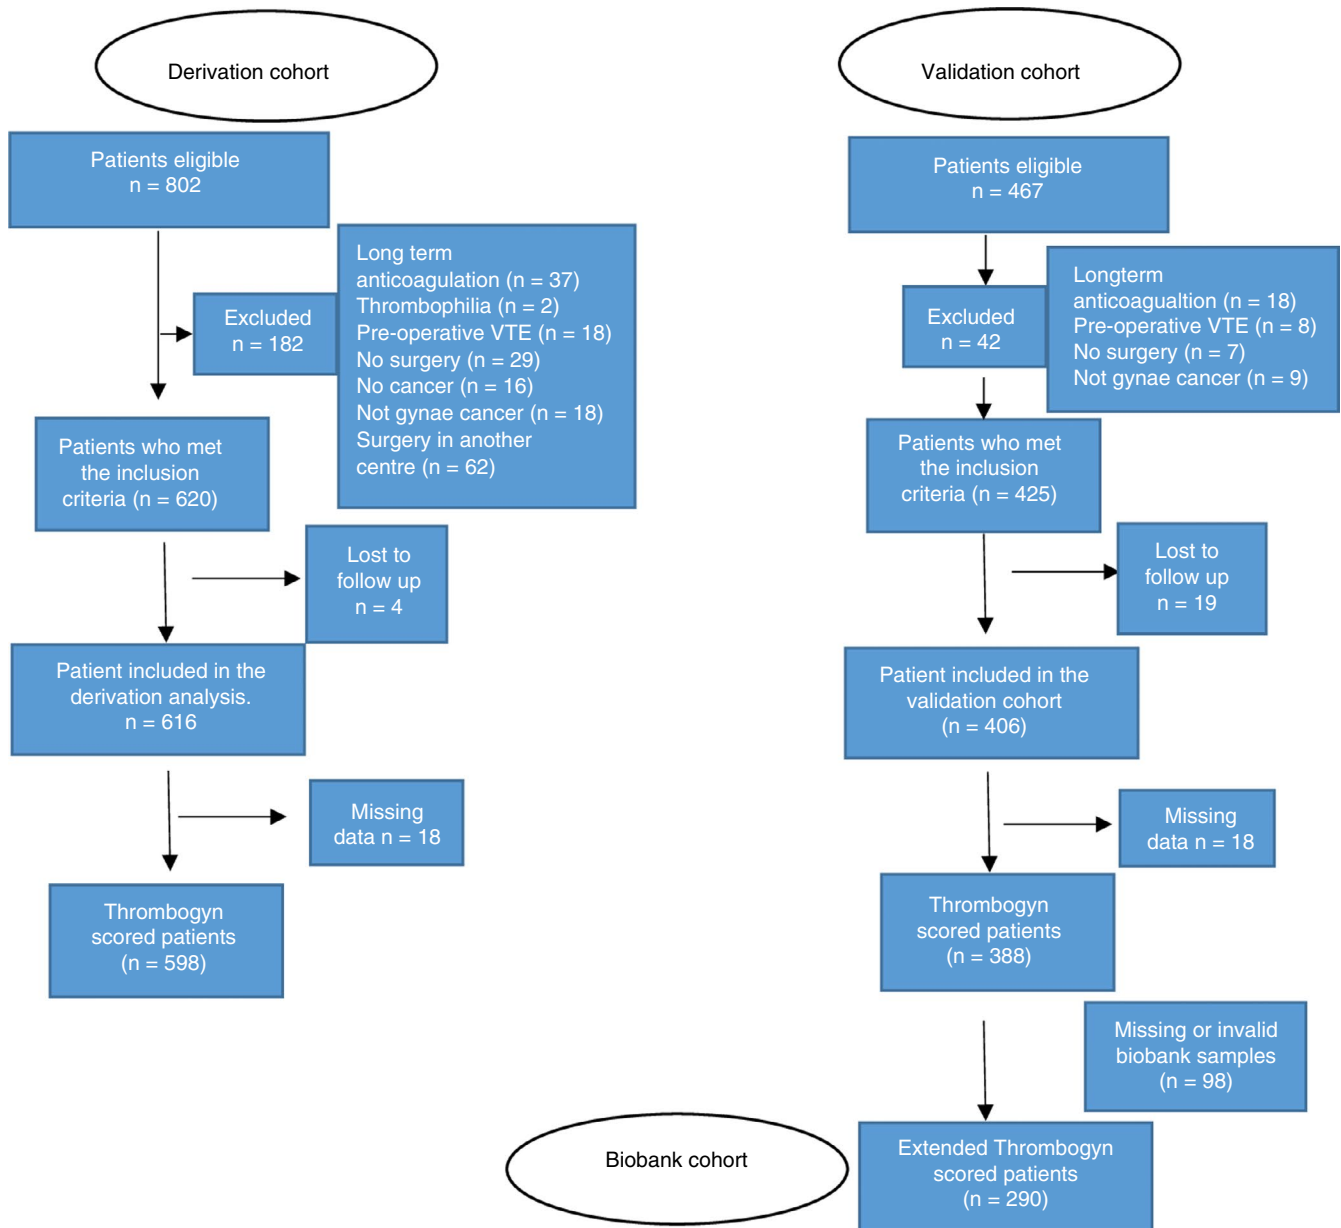 Derivation cohort
Patients eligible
n = 802
Excluded
n = 182
Long term
anticoagulation (n = 37)
Thrombophilia (n = 2)
Pre-operative VTE (n = 18)
No surgery (n = 29)
No cancer (n = 16)
Not gynae cancer (n = 18)
Surgery in another
centre (n = 62)
Patients who met
the inclusion
criteria (n = 620)
Lost to
follow up
n = 4
Patient included in the
derivation analysis.
n = 616
Missing
data n = 18
Thrombogyn
scored patients
(n = 598)
Validation cohort
Patients eligible
n = 467
Excluded
n = 42
Longterm
anticoagualtion (n = 18)
Pre-operative VTE (n = 8)
No surgery (n = 7)
Not gynae cancer (n = 9)
Patients who met
the inclusion
criteria (n = 425)
Lost to
follow up
n = 19
Patient included in the
validation cohort
(n = 406)
Missing
data n = 18
Thrombogyn
scored patients
(n = 388)
Missing or invalid
biobank samples
(n = 98)
Biobank cohort
Extended Thrombogyn
scored patients
(n = 290)